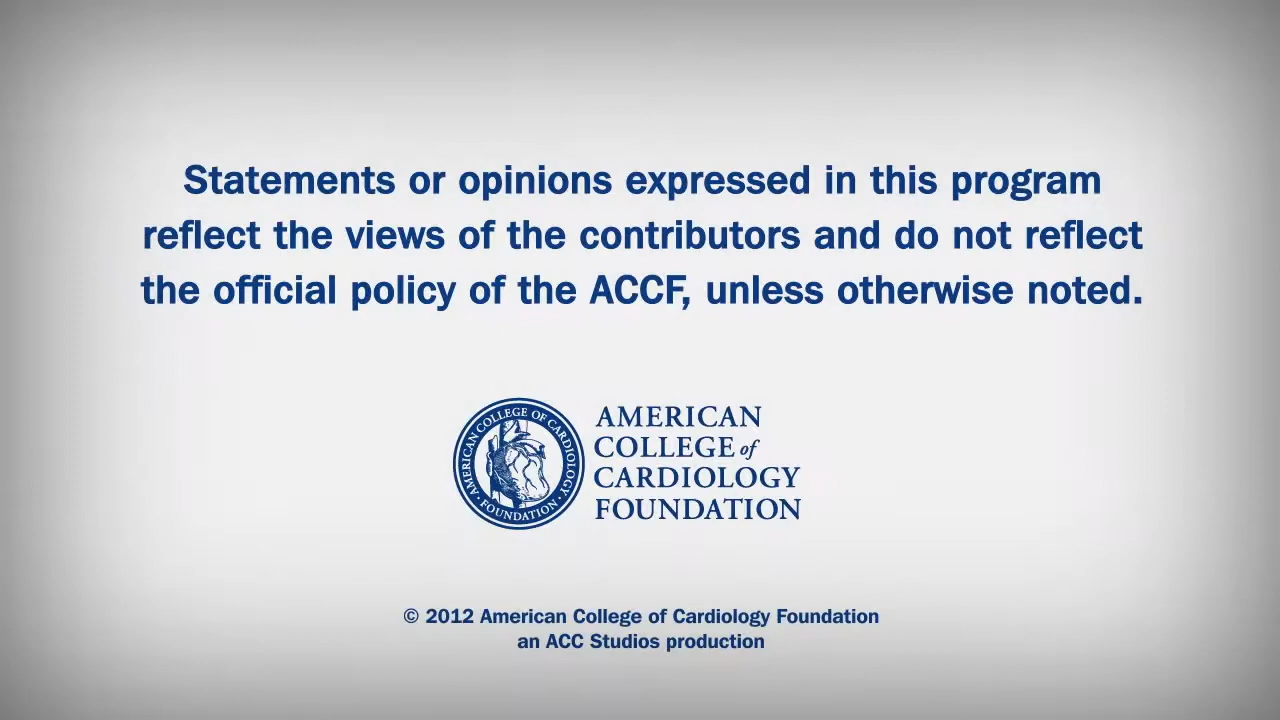 Statements or opinions expressed in this program
reflect the views of the contributors and do not reflect
the official policy of the ACCF, unless otherwise noted.
AMERICAN COLLEGE OF CARDIOLOGY
· FOUNDATION ·
AMERICAN
COLLEGE of
CARDIOLOGY
FOUNDATION
© 2012 American College of Cardiology Foundation
an ACC Studios production